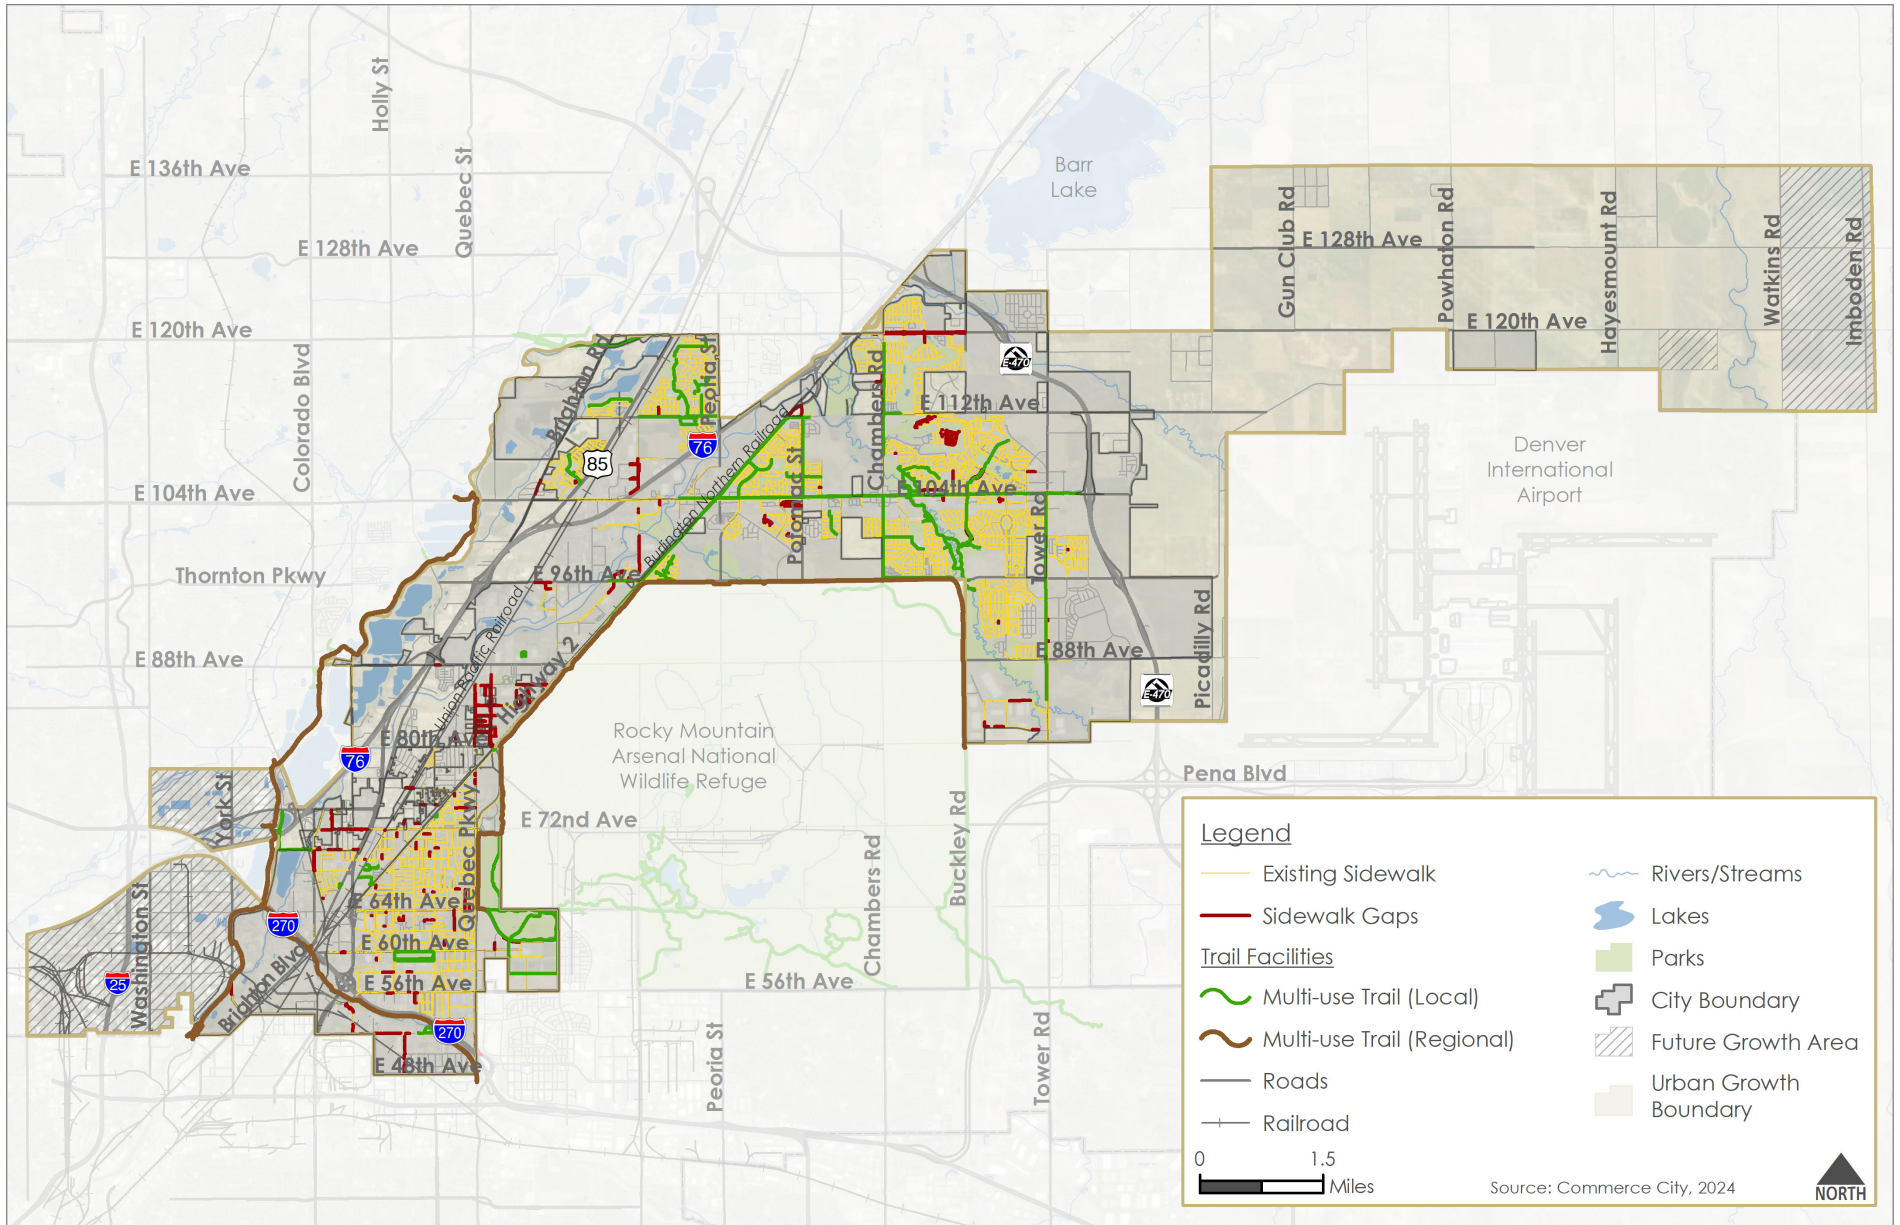 Holly St
Quebec St
E 136th Ave
E 128th Ave
E 120th Ave
Colorado Blvd
E 104th Ave
Thornton Pkwy
E 88th Ave
Barr
Lake
Gun Club Rd
E 128th Ave
Powhaton Rd
Hayesmount Rd
Watkins Rd
Imboden Rd
E 120th Ave
Brighton Rd
Peoria St
85
76
Burlington Northern Railroad
Potomac St
Chambers Rd
E-470
E 112th Ave
E 104th Ave
Tower Rd
Denver
International
Airport
E 96th Ave
Union Pacific Railroad
Highway 2
E 88th Ave
Picadilly Rd
E-470
E 80th Ave
76
Rocky Mountain
Arsenal National
Wildlife Refuge
Pena Blvd
York St
E 72nd Ave
Quebec Pkwy
Chambers Rd
Buckley Rd
Washington St
E 64th Ave
270
E 60th Ave
25
Brighton Blvd
E 56th Ave
E 56th Ave
270
E 48th Ave
Peoria St
Tower Rd
Legend
Existing Sidewalk
Sidewalk Gaps
Trail Facilities
Multi-use Trail (Local)
Multi-use Trail (Regional)
Roads
Railroad
Rivers/Streams
Lakes
Parks
City Boundary
Future Growth Area
Urban Growth
Boundary
0 1.5
Miles
Source: Commerce City, 2024
NORTH